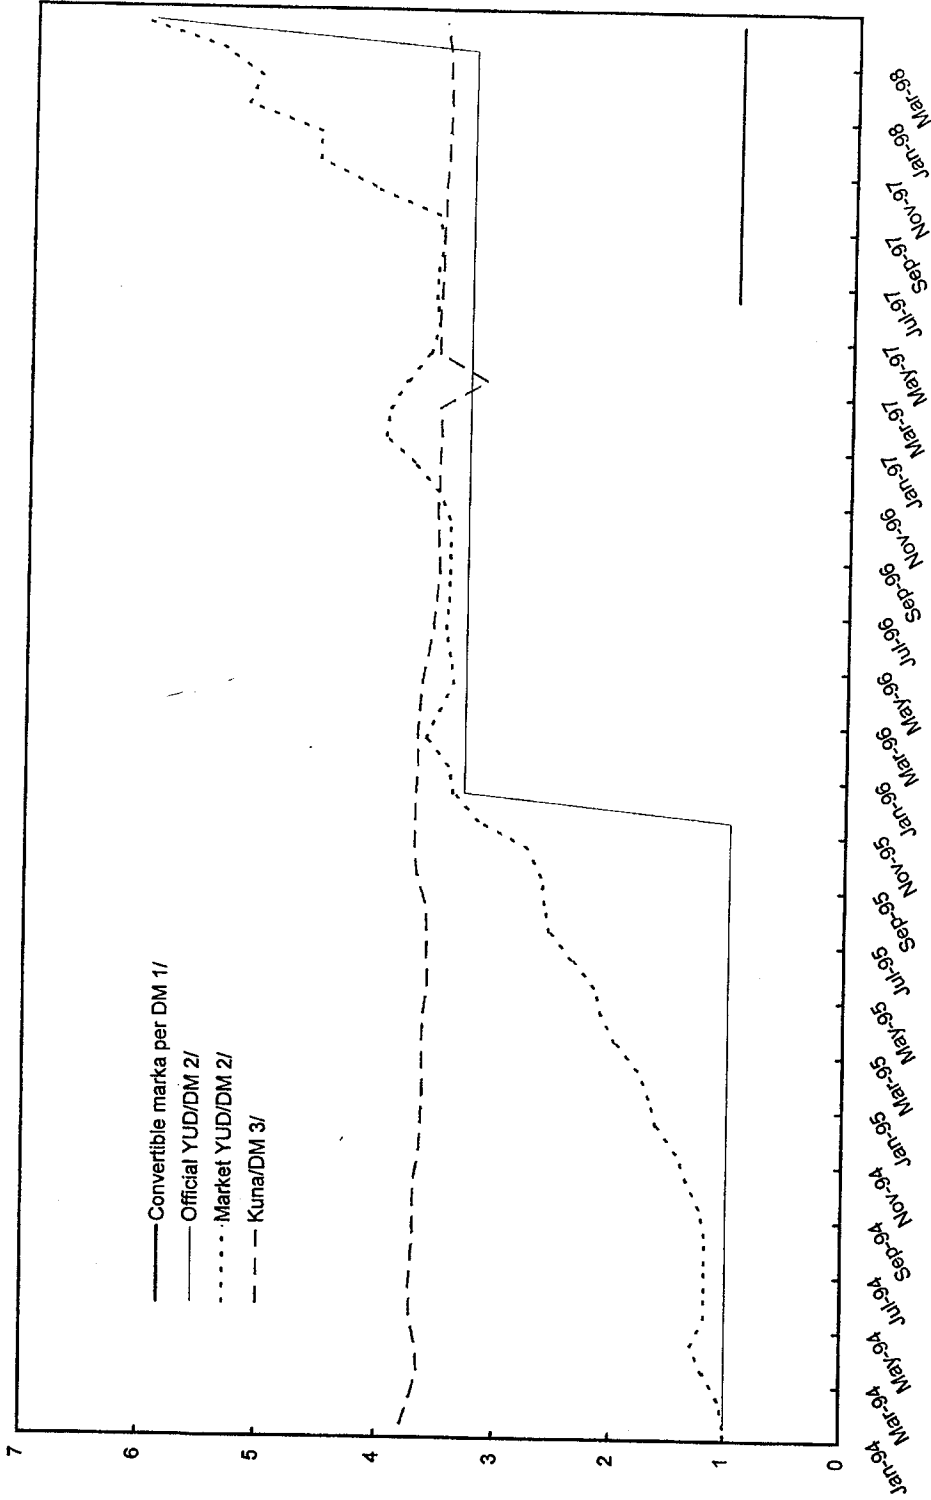 Convertible marka per DM 1/
Official YUD/DM 2/
Market YUD/DM 2/
Kuna/DM 3/
7
6
5
4
3
2
1
0
Jan-94
Mar-94
May-94
Jul-94
Sep-94
Nov-94
Jan-95
Mar-95
May-95
Jul-95
Sep-95
Nov-95
Jan-96
Mar-96
May-96
Jul-96
Sep-96
Nov-96
Jan-97
Mar-97
May-97
Jul-97
Sep-97
Nov-97
Jan-98
Mar-98